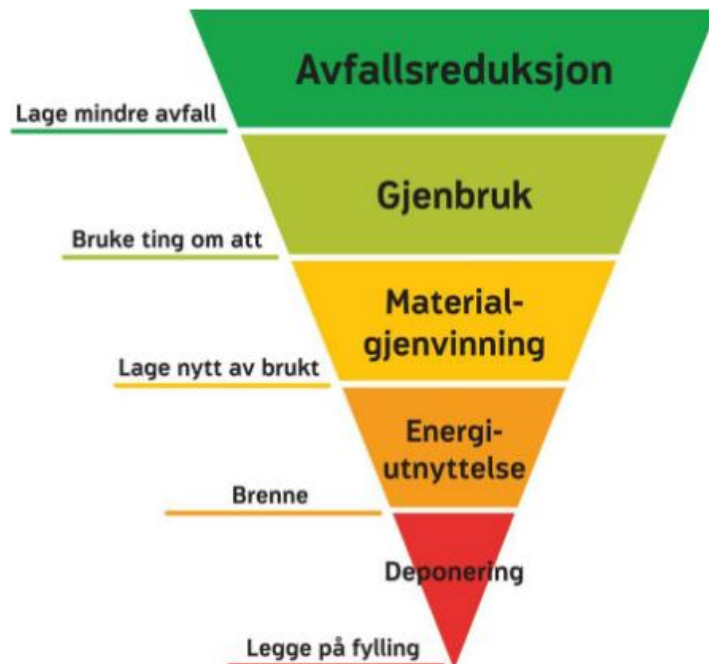 Avfallsreduksjon
Lage mindre avfall
Gjenbruk
Bruke ting om att
Material-
gjenvinning
Lage nytt av brukt
Energi-
utnyttelse
Brenne
Deponering
Legge på fylling